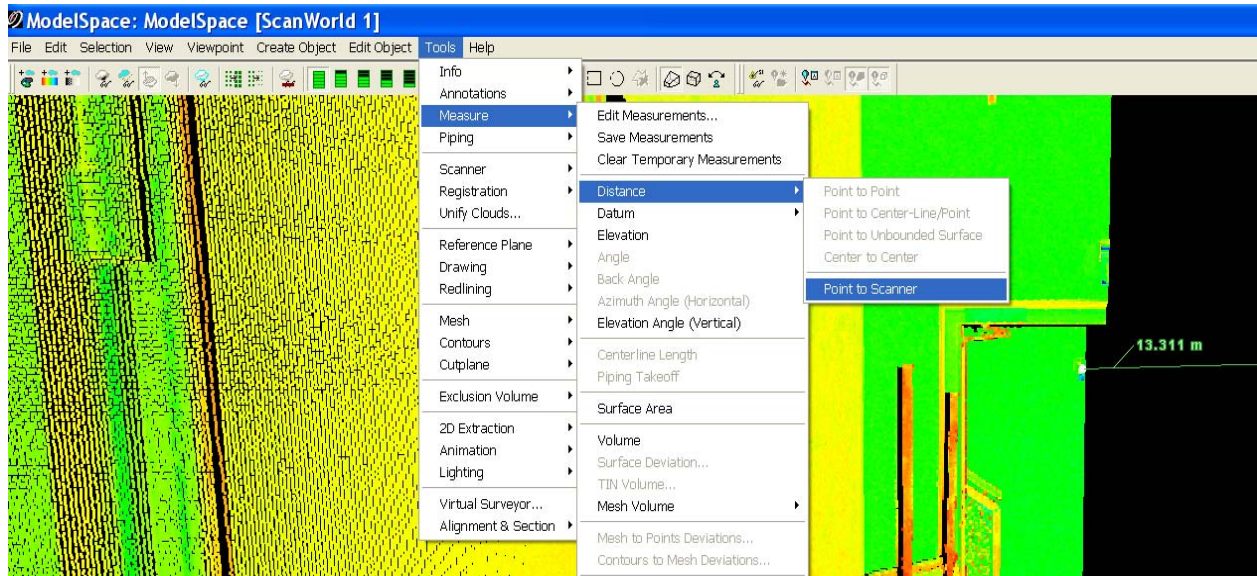 ModelSpace: ModelSpace [ScanWorld 1]
File Edit Selection View Viewpoint Create Object Edit Object Tools Help
Info
Annotations
Measure
Piping
Scanner
Registration
Unify Clouds...
Reference Plane
Drawing
Redlining
Mesh
Contours
Cutplane
Exclusion Volume
2D Extraction
Animation
Lighting
Virtual Surveyor...
Alignment & Section
Edit Measurements...
Save Measurements
Clear Temporary Measurements
Distance
Datum
Elevation
Angle
Back Angle
Azimuth Angle (Horizontal)
Elevation Angle (Vertical)
Centerline Length
Piping Takeoff
Surface Area
Volume
Surface Deviation...
TIN Volume...
Mesh Volume
Mesh to Points Deviations...
Contours to Mesh Deviations...
Point to Point
Point to Center-Line/Point
Point to Unbounded Surface
Center to Center
Point to Scanner
13.311 m